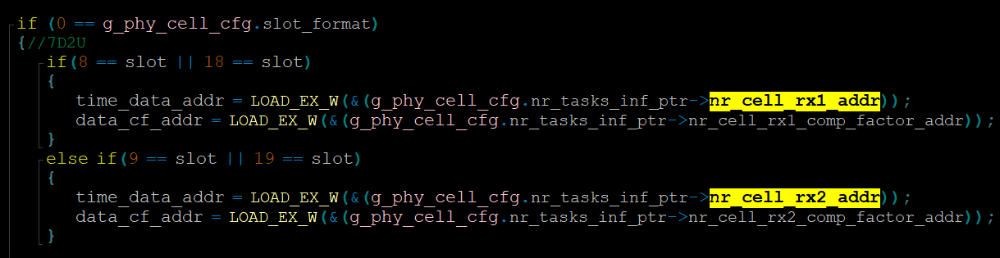 if (0 == g_phy_cell_cfg.slot_format)
{//7D2U
if(8 == slot || 18 == slot)
{
time_data_addr = LOAD_EX_W(&(g_phy_cell_cfg.nr_tasks_inf_ptr->nr_cell_rx1_addr));
data_cf_addr = LOAD_EX_W(&(g_phy_cell_cfg.nr_tasks_inf_ptr->nr_cell_rx1_comp_factor_addr));
}
else if(9 == slot || 19 == slot)
{
time_data_addr = LOAD_EX_W(&(g_phy_cell_cfg.nr_tasks_inf_ptr->nr_cell_rx2_addr));
data_cf_addr = LOAD_EX_W(&(g_phy_cell_cfg.nr_tasks_inf_ptr->nr_cell_rx2_comp_factor_addr));
}